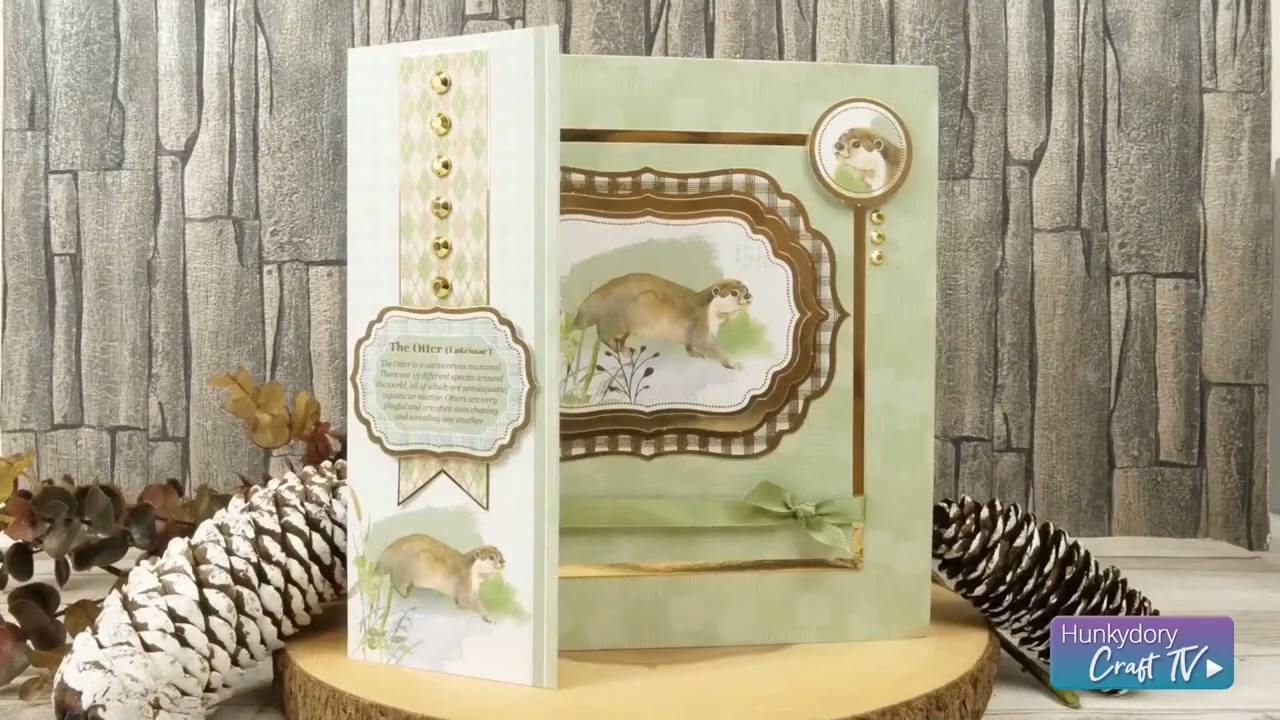 The Otter (Lutrinae)
The Otter is a carnivorous mammal.
There are 13 different species around
the world, all of which are semiaquatic,
aquatic or marine. Otters are very
playful and are often seen chasing
and wrestling one another.
Hunkydory
Craft TV